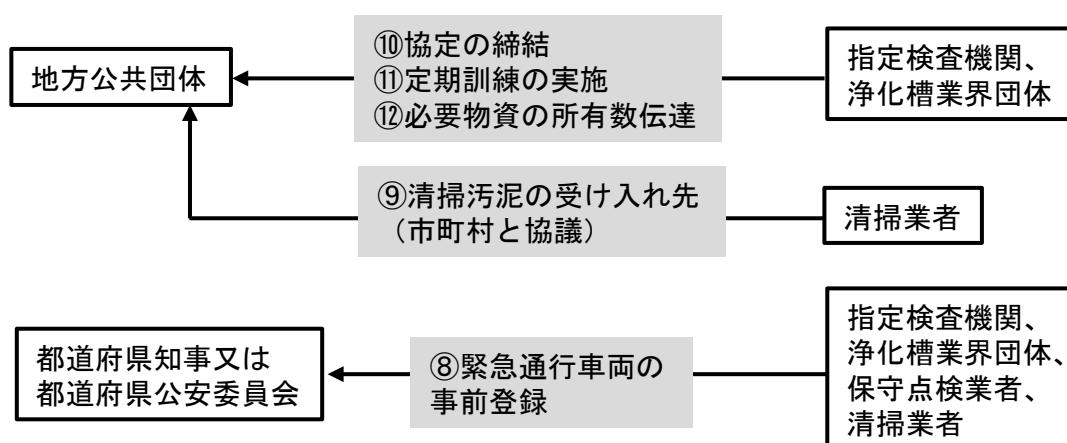 地方公共団体
⑩協定の締結
⑪定期訓練の実施
⑫必要物資の所有数伝達
指定検査機関、
浄化槽業界団体
⑨清掃汚泥の受け入れ先
（市町村と協議）
清掃業者
都道府県知事又は
都道府県公安委員会
⑧緊急通行車両の
事前登録
指定検査機関、
浄化槽業界団体、
保守点検業者、
清掃業者